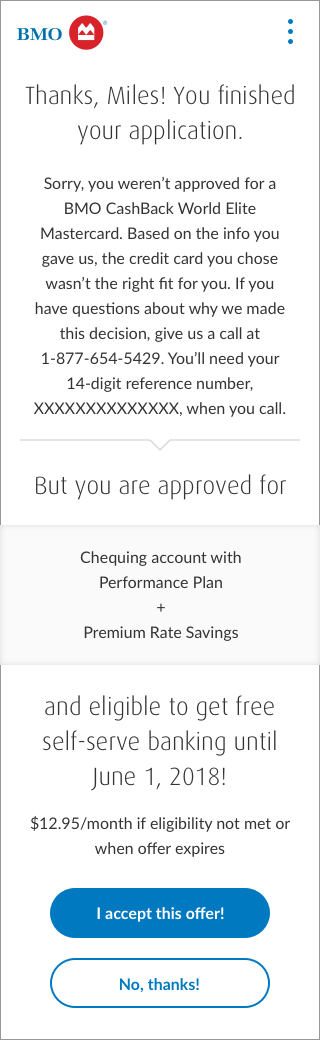 BMO
Thanks, Miles! You finished
your application.
Sorry, you weren't approved for a
BMO CashBack World Elite
Mastercard. Based on the info you
gave us, the credit card you chose
wasn't the right fit for you. If you
have questions about why we made
this decision, give us a call at
1-877-654-5429. You'll need your
14-digit reference number,
XXXXXXXXXXXXXX, when you call.
But you are approved for
Chequing account with
Performance Plan
+
Premium Rate Savings
and eligible to get free
self-serve banking until
June 1, 2018!
$12.95/month if eligibility not met or
when offer expires
I accept this offer!
No, thanks!